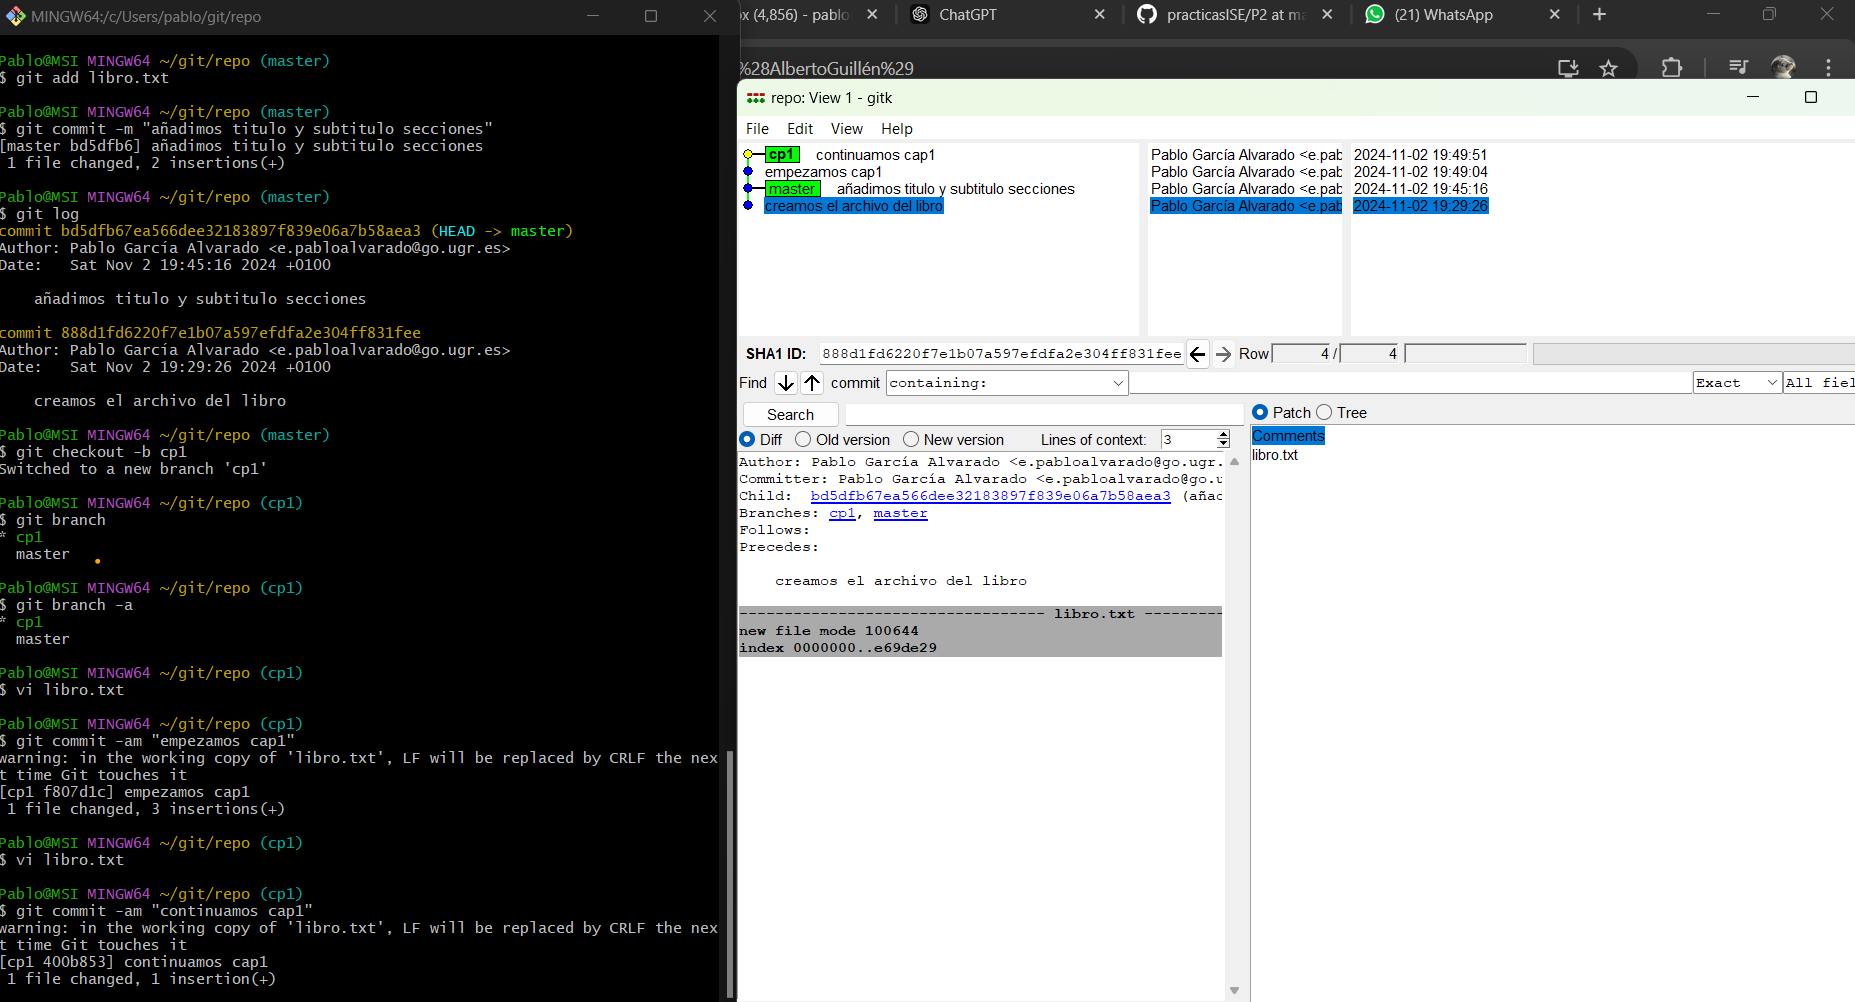 MINGW64:/c/Users/pablo/git/repo
Pablo@MSI MINGW64 ~/git/repo (master)
$ git add libro.txt
Pablo@MSI MINGW64 ~/git/repo (master)
$ git commit -m "añadimos titulo y subtitulo secciones"
[master bd5dfb6] añadimos titulo y subtitulo secciones
1 file changed, 2 insertions(+)
Pablo@MSI MINGW64 ~/git/repo (master)
$ git log
commit bd5dfb67ea566dee32183897f839e06a7b58aea3 (HEAD -> master)
Author: Pablo García Alvarado <e.pabloalvarado@go.ugr.es>
Date:   Sat Nov 2 19:45:16 2024 +0100
añadimos titulo y subtitulo secciones
commit 888d1fd6220f7e1b07a597efdfa2e304ff831fee
Author: Pablo García Alvarado <e.pabloalvarado@go.ugr.es>
Date:   Sat Nov 2 19:29:26 2024 +0100
creamos el archivo del libro
Pablo@MSI MINGW64 ~/git/repo (master)
$ git checkout -b cp1
Switched to a new branch 'cp1'
Pablo@MSI MINGW64 ~/git/repo (cp1)
$ git branch
* cp1
master
Pablo@MSI MINGW64 ~/git/repo (cp1)
$ git branch -a
* cp1
master
Pablo@MSI MINGW64 ~/git/repo (cp1)
$ vi libro.txt
Pablo@MSI MINGW64 ~/git/repo (cp1)
$ git commit -am "empezamos cap1"
warning: in the working copy of 'libro.txt', LF will be replaced by CRLF the nex
t time Git touches it
[cp1 f807d1c] empezamos cap1
1 file changed, 3 insertions(+)
Pablo@MSI MINGW64 ~/git/repo (cp1)
$ vi libro.txt
Pablo@MSI MINGW64 ~/git/repo (cp1)
$ git commit -am "continuamos cap1"
warning: in the working copy of 'libro.txt', LF will be replaced by CRLF the nex
t time Git touches it
[cp1 400b853] continuamos cap1
1 file changed, 1 insertion(+)
ox (4,856) - pablo
ChatGPT
practicasISE/P2 at ma
(21) WhatsApp
%28AlbertoGuillén%29
repo: View 1 - gitk
File Edit View Help
cp1 continuamos cap1 Pablo García Alvarado <e.pab 2024-11-02 19:49:51
empezamos cap1 Pablo García Alvarado <e.pab 2024-11-02 19:49:04
master añadimos titulo y subtitulo secciones Pablo García Alvarado <e.pab 2024-11-02 19:45:16
creamos el archivo del libro Pablo García Alvarado <e.pab 2024-11-02 19:29:26
SHA1 ID: 888d1fd6220f7e1b07a597efdfa2e304ff831fee Row 4 / 4
Find commit containing: Exact All fiel
Search
Patch Tree
Diff Old version New version Lines of context: 3
Comments
libro.txt
Author: Pablo García Alvarado <e.pabloalvarado@go.ugr.
Committer: Pablo García Alvarado <e.pabloalvarado@go.u
Child:  bd5dfb67ea566dee32183897f839e06a7b58aea3 (añad
Branches: cp1, master
Follows:
Precedes:
creamos el archivo del libro
---------------------------------- libro.txt ---------
new file mode 100644
index 0000000..e69de29